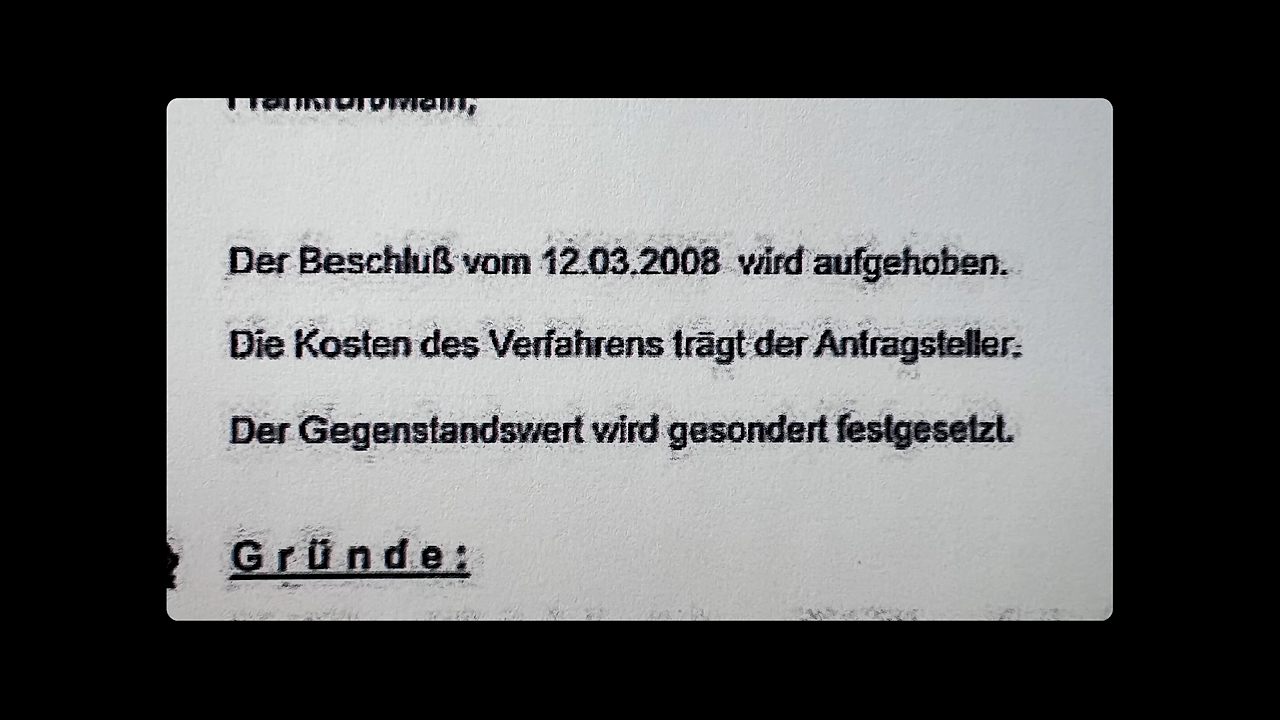 Der Beschluß vom 12.03.2008 wird aufgehoben.
Die Kosten des Verfahrens trägt der Antragsteller.
Der Gegenstandswert wird gesondert festgesetzt.
G r ü n d e :